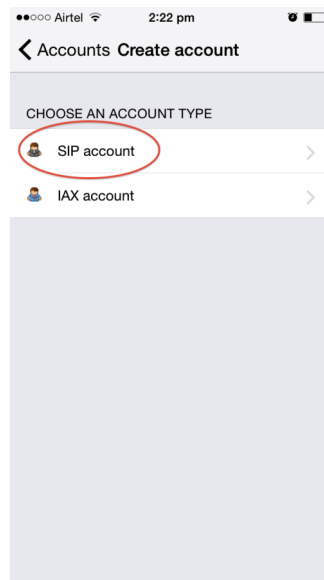 Airtel 2:22 pm
Accounts Create account
CHOOSE AN ACCOUNT TYPE
SIP account
IAX account